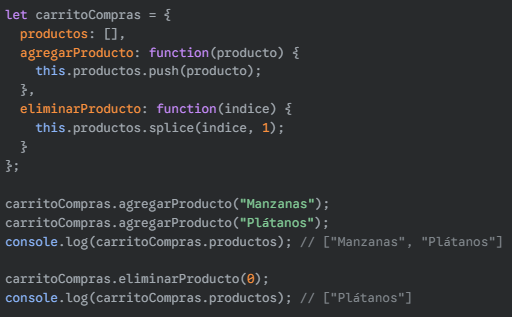 let carritoCompras = {
  productos: [],
  agregarProducto: function(producto) {
    this.productos.push(producto);
  },
  eliminarProducto: function(indice) {
    this.productos.splice(indice, 1);
  }
};

carritoCompras.agregarProducto("Manzanas");
carritoCompras.agregarProducto("Plátanos");
console.log(carritoCompras.productos); // ["Manzanas", "Plátanos"]

carritoCompras.eliminarProducto(0);
console.log(carritoCompras.productos); // ["Plátanos"]